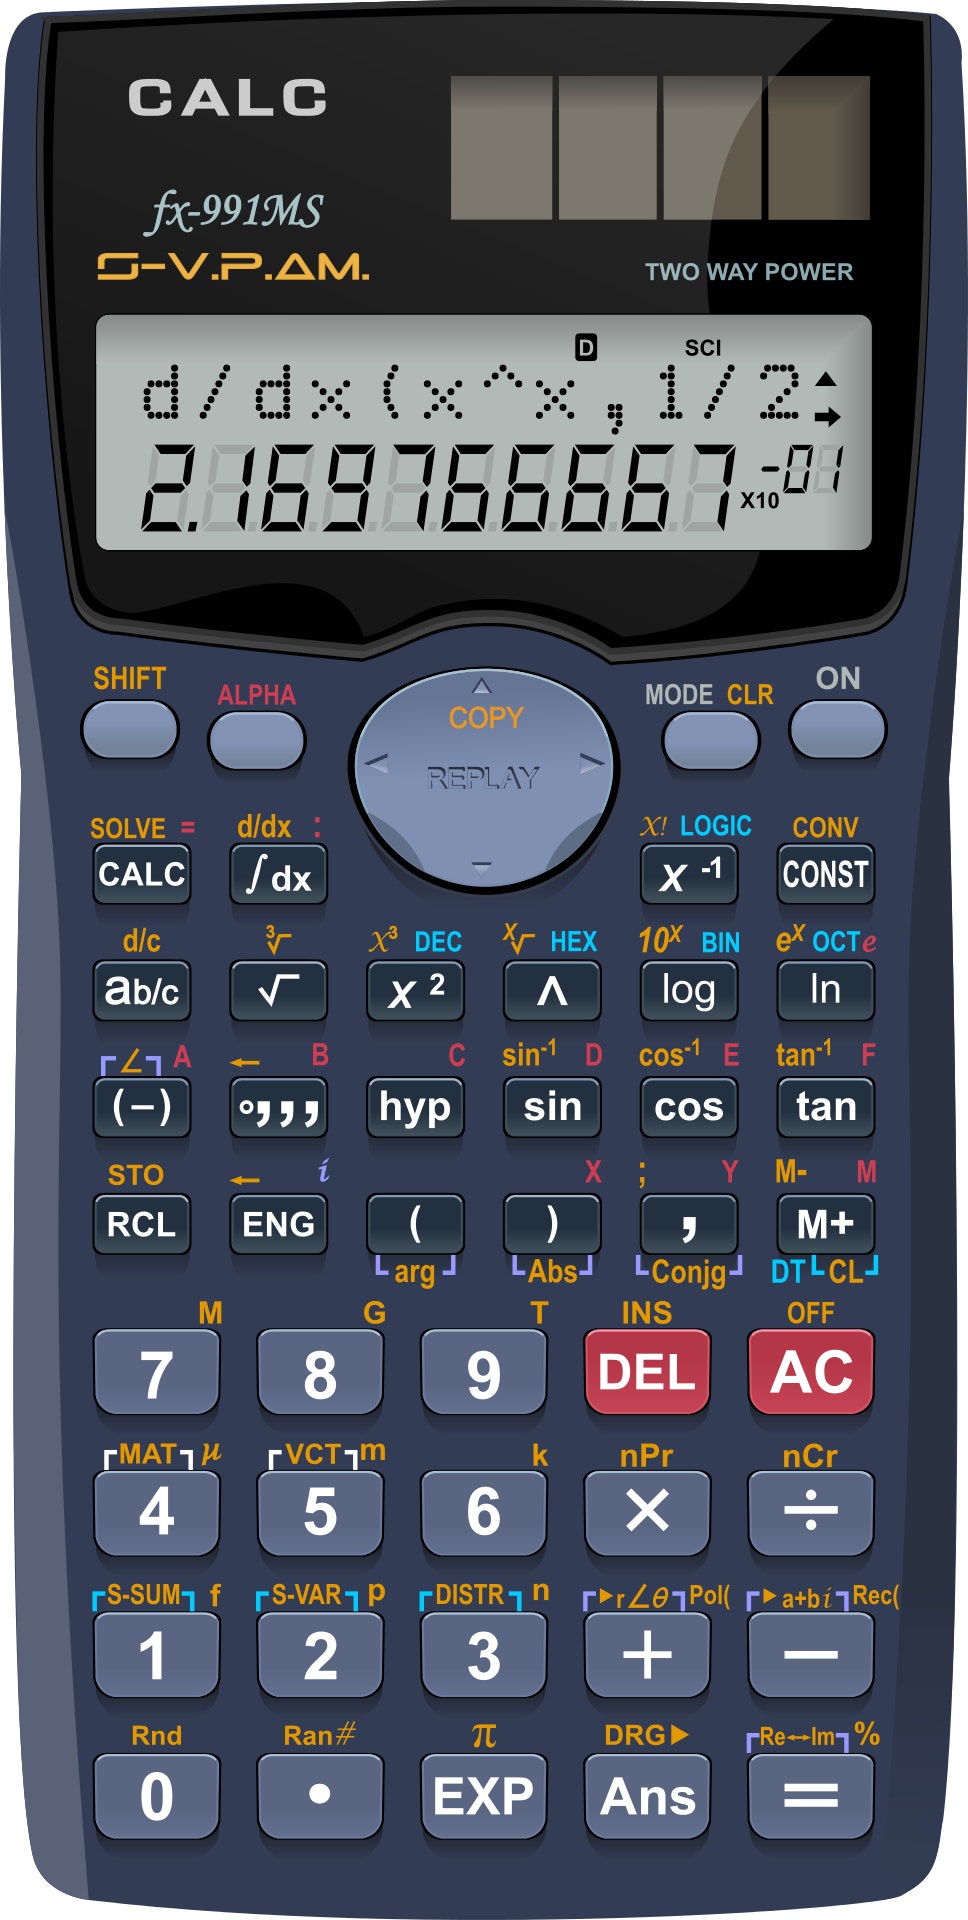 CALC
fx-991MS
S-V.P.A.M.
TWO WAY POWER
D SCI
d/dx(x^x,1/2
2.169766667 X10 -01
SHIFT ALPHA COPY MODE CLR ON
REPLAY
SOLVE = d/dx : X! LOGIC CONV
CALC ∫dx x -1 CONST
d/c 3√ X3 DEC X√ HEX 10X BIN eX OCT e
ab/c √ x 2 ∧ log ln
∠ A ← B C sin-1 D cos-1 E tan-1 F
(−) °,,, hyp sin cos tan
STO ← i X ; Y M- M
RCL ENG ( ) , M+
arg Abs Conjg DT CL
M G T INS OFF
7 8 9 DEL AC
MAT μ VCT m k nPr nCr
4 5 6 × ÷
S-SUM f S-VAR p DISTR n ▶r∠θ Pol( ▶a+bi Rec(
1 2 3 + −
Rnd Ran# π DRG▶ Re↔Im %
0 • EXP Ans =